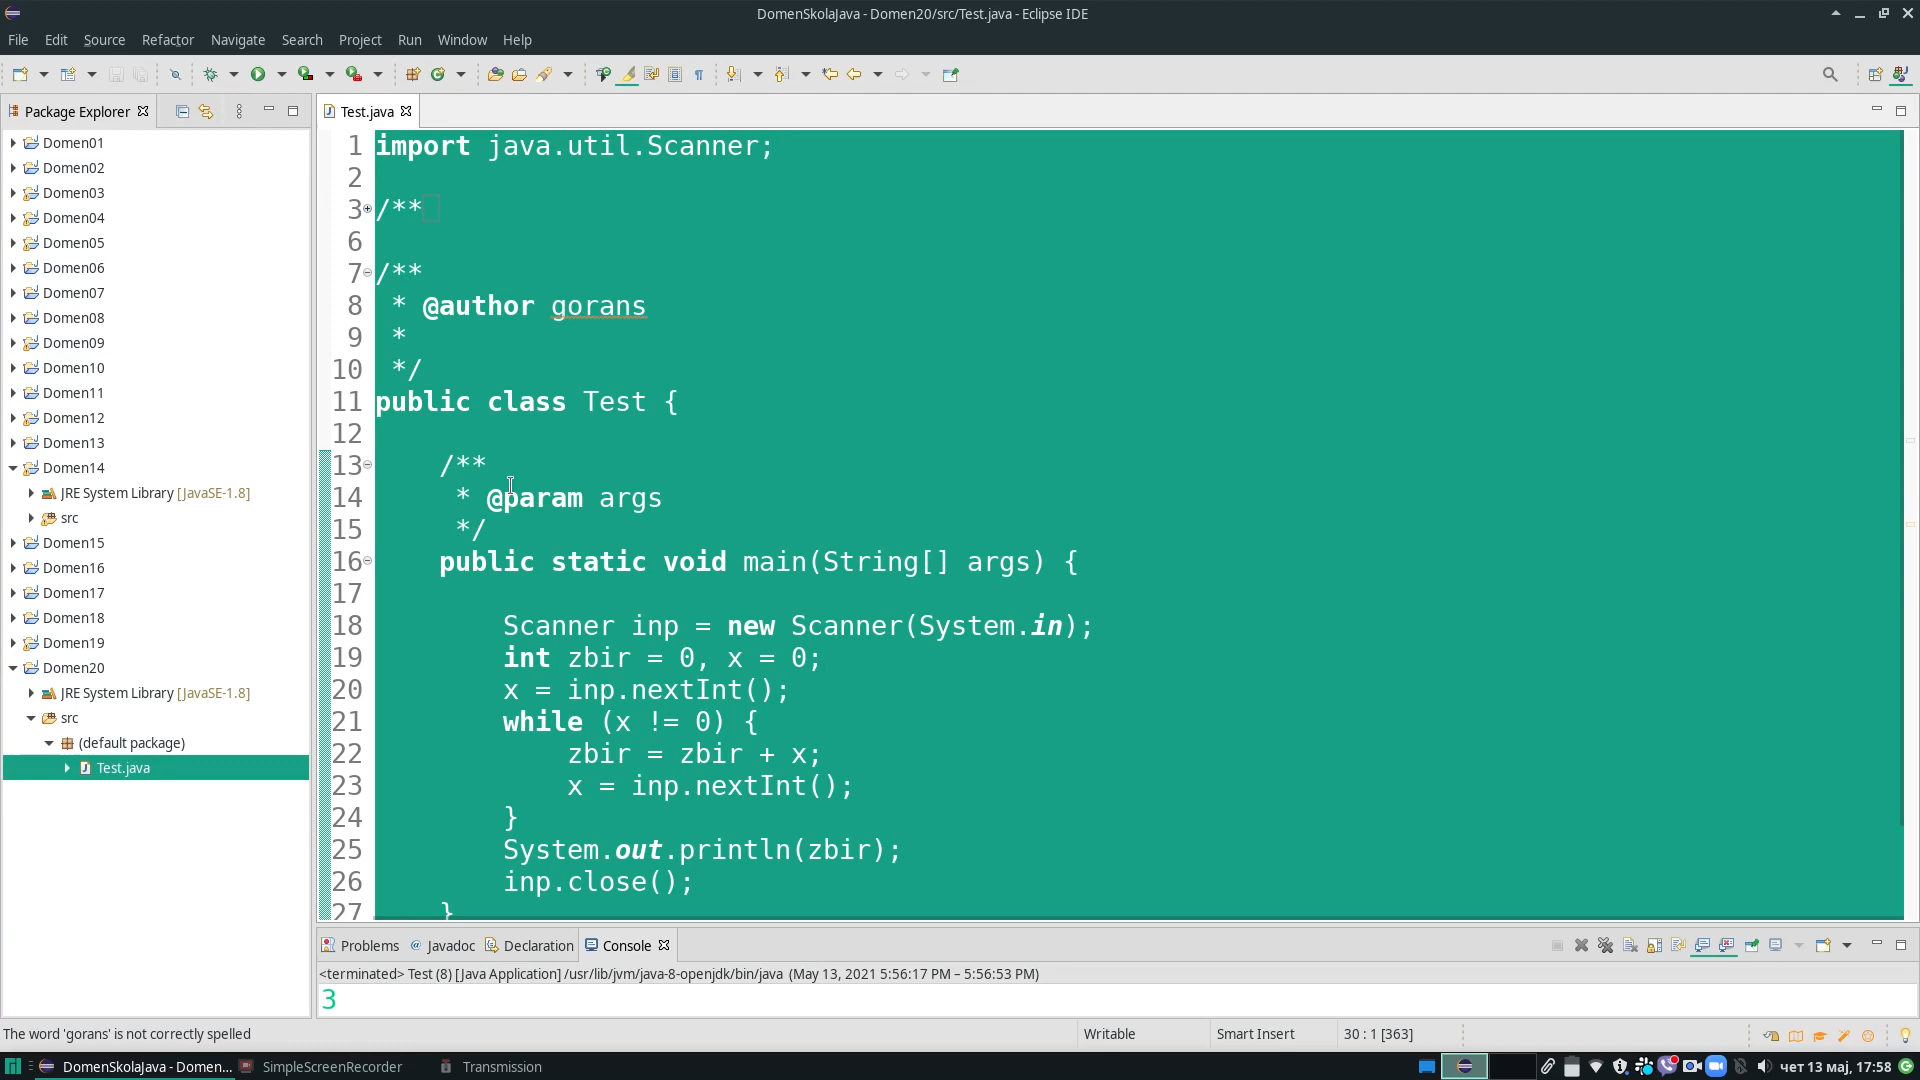 DomenSkolaJava - Domen20/src/Test.java - Eclipse IDE
File Edit Source Refactor Navigate Search Project Run Window Help
Package Explorer
Domen01
Domen02
Domen03
Domen04
Domen05
Domen06
Domen07
Domen08
Domen09
Domen10
Domen11
Domen12
Domen13
Domen14
JRE System Library [JavaSE-1.8]
src
Domen15
Domen16
Domen17
Domen18
Domen19
Domen20
JRE System Library [JavaSE-1.8]
src
(default package)
Test.java
Test.java
1 import java.util.Scanner;
2
3 /**
6
7 /**
8 * @author gorans
9 *
10 */
11 public class Test {
12
13 /**
14 * @param args
15 */
16 public static void main(String[] args) {
17
18 Scanner inp = new Scanner(System.in);
19 int zbir = 0, x = 0;
20 x = inp.nextInt();
21 while (x != 0) {
22 zbir = zbir + x;
23 x = inp.nextInt();
24 }
25 System.out.println(zbir);
26 inp.close();
27 }
Problems @ Javadoc Declaration Console
<terminated> Test (8) [Java Application] /usr/lib/jvm/java-8-openjdk/bin/java (May 13, 2021 5:56:17 PM – 5:56:53 PM)
3
The word 'gorans' is not correctly spelled Writable Smart Insert 30 : 1 [363]
DomenSkolaJava - Domen... SimpleScreenRecorder Transmission чет 13 мај, 17:58